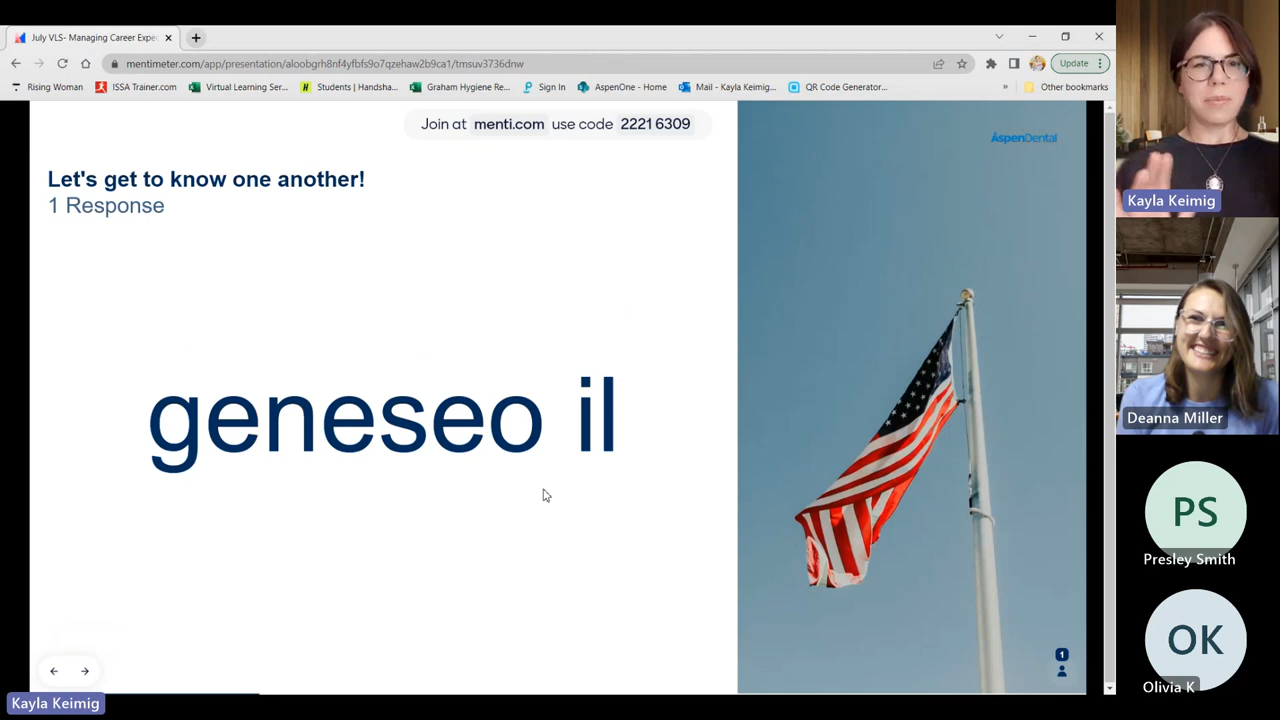 July VLS- Managing Career Expe
mentimeter.com/app/presentation/aloobgrh8nf4yfbfs9o7qzehaw2b9ca1/tmsuv3736dnw
Update
Rising Woman
ISSA Trainer.com
Virtual Learning Ser...
Students | Handsha...
Graham Hygiene Re...
Sign In
AspenOne - Home
Mail - Kayla Keimig...
QR Code Generator...
»
Other bookmarks
Join at menti.com use code 2221 6309
AspenDental
Let's get to know one another!
1 Response
geneseo il
1
Kayla Keimig
Kayla Keimig
Deanna Miller
PS
Presley Smith
OK
Olivia K